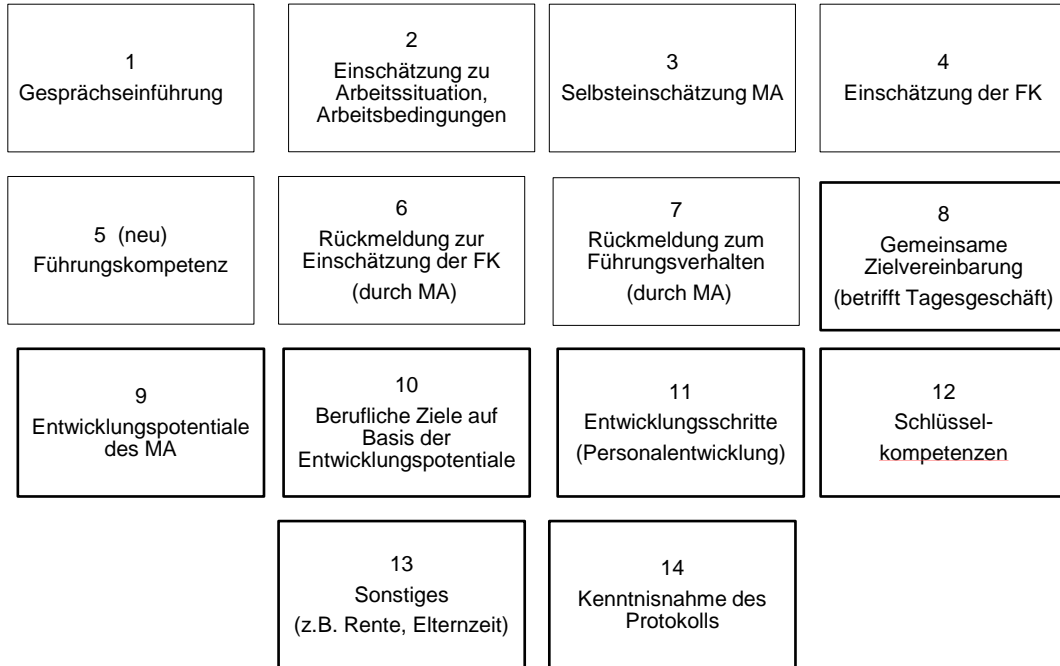 1
Gesprächseinführung
2
Einschätzung zu
Arbeitssituation,
Arbeitsbedingungen
3
Selbsteinschätzung MA
4
Einschätzung der FK
5 (neu)
Führungskompetenz
6
Rückmeldung zur
Einschätzung der FK
(durch MA)
7
Rückmeldung zum
Führungsverhalten
(durch MA)
8
Gemeinsame
Zielvereinbarung
(betrifft Tagesgeschäft)
9
Entwicklungspotentiale
des MA
10
Berufliche Ziele auf
Basis der
Entwicklungspotentiale
11
Entwicklungsschritte
(Personalentwicklung)
12
Schlüssel-
kompetenzen
13
Sonstiges
(z.B. Rente, Elternzeit)
14
Kenntnisnahme des
Protokolls